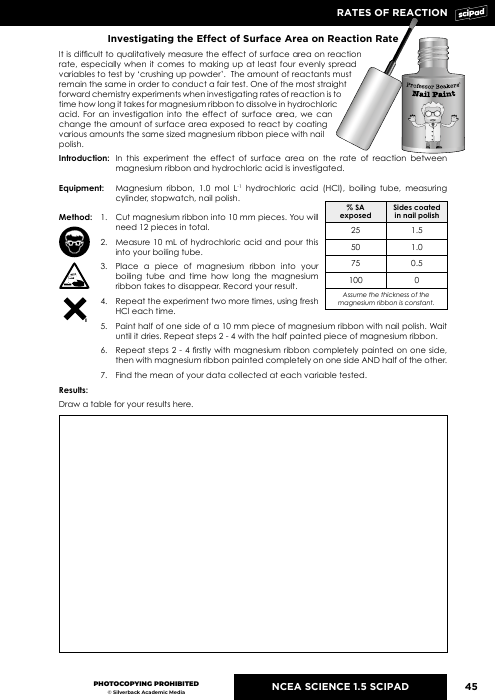 RATES OF REACTION
scipad
Investigating the Effect of Surface Area on Reaction Rate
It is difficult to qualitatively measure the effect of surface area on reaction
rate, especially when it comes to making up at least four evenly spread
variables to test by ‘crushing up powder’. The amount of reactants must
remain the same in order to conduct a fair test. One of the most straight
forward chemistry experiments when investigating rates of reaction is to
time how long it takes for magnesium ribbon to dissolve in hydrochloric
acid. For an investigation into the effect of surface area, we can
change the amount of surface area exposed to react by coating
various amounts the same sized magnesium ribbon piece with nail
polish.
Professor Beakers'
Nail Paint
Introduction: In this experiment the effect of surface area on the rate of reaction between
magnesium ribbon and hydrochloric acid is investigated.
Equipment: Magnesium ribbon, 1.0 mol L⁻¹ hydrochloric acid (HCl), boiling tube, measuring
cylinder, stopwatch, nail polish.
Method: 1. Cut magnesium ribbon into 10 mm pieces. You will
need 12 pieces in total.
2. Measure 10 mL of hydrochloric acid and pour this
into your boiling tube.
3. Place a piece of magnesium ribbon into your
boiling tube and time how long the magnesium
ribbon takes to disappear. Record your result.
4. Repeat the experiment two more times, using fresh
HCl each time.
% SA exposed Sides coated in nail polish
25 1.5
50 1.0
75 0.5
100 0
Assume the thickness of the
magnesium ribbon is constant.
5. Paint half of one side of a 10 mm piece of magnesium ribbon with nail polish. Wait
until it dries. Repeat steps 2 - 4 with the half painted piece of magnesium ribbon.
6. Repeat steps 2 - 4 firstly with magnesium ribbon completely painted on one side,
then with magnesium ribbon painted completely on one side AND half of the other.
7. Find the mean of your data collected at each variable tested.
Results:
Draw a table for your results here.
PHOTOCOPYING PROHIBITED
© Silverback Academic Media
NCEA SCIENCE 1.5 SCIPAD
45